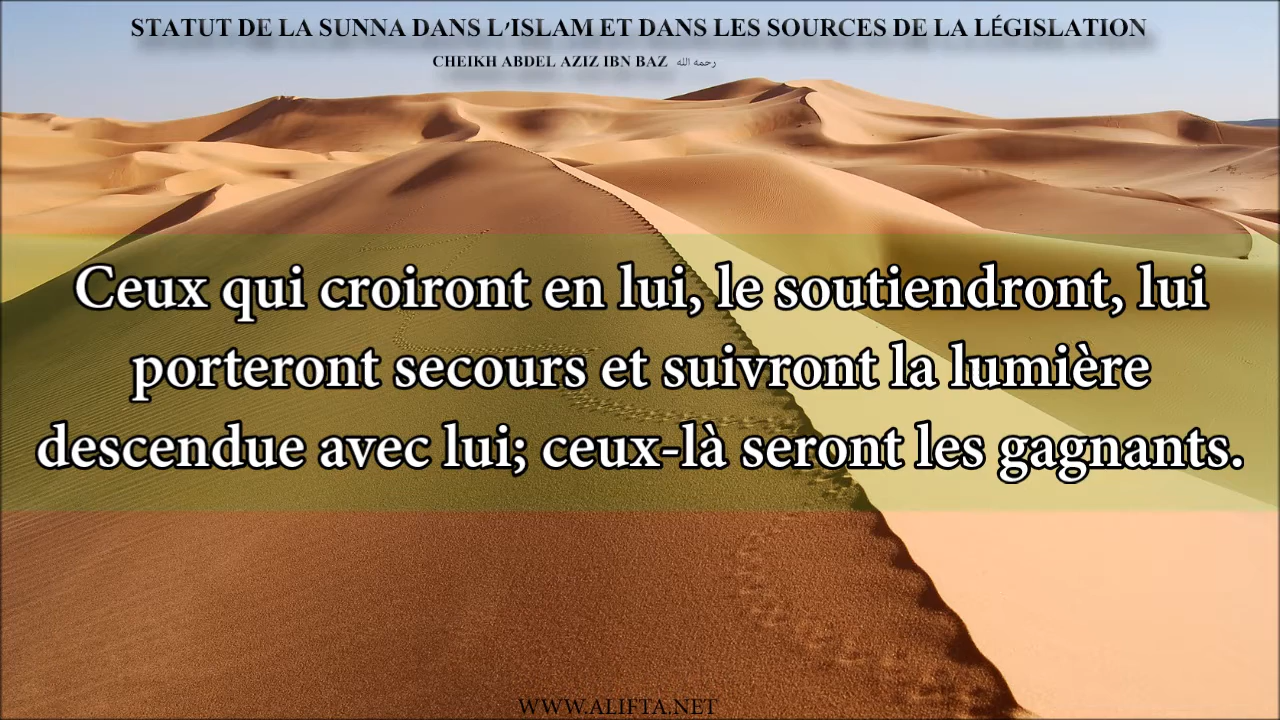 STATUT DE LA SUNNA DANS L'ISLAM ET DANS LES SOURCES DE LA LÉGISLATION
CHEIKH ABDEL AZIZ IBN BAZ رحمه الله
Ceux qui croiront en lui, le soutiendront, lui
porteront secours et suivront la lumière
descendue avec lui; ceux-là seront les gagnants.
WWW.ALIFTA.NET